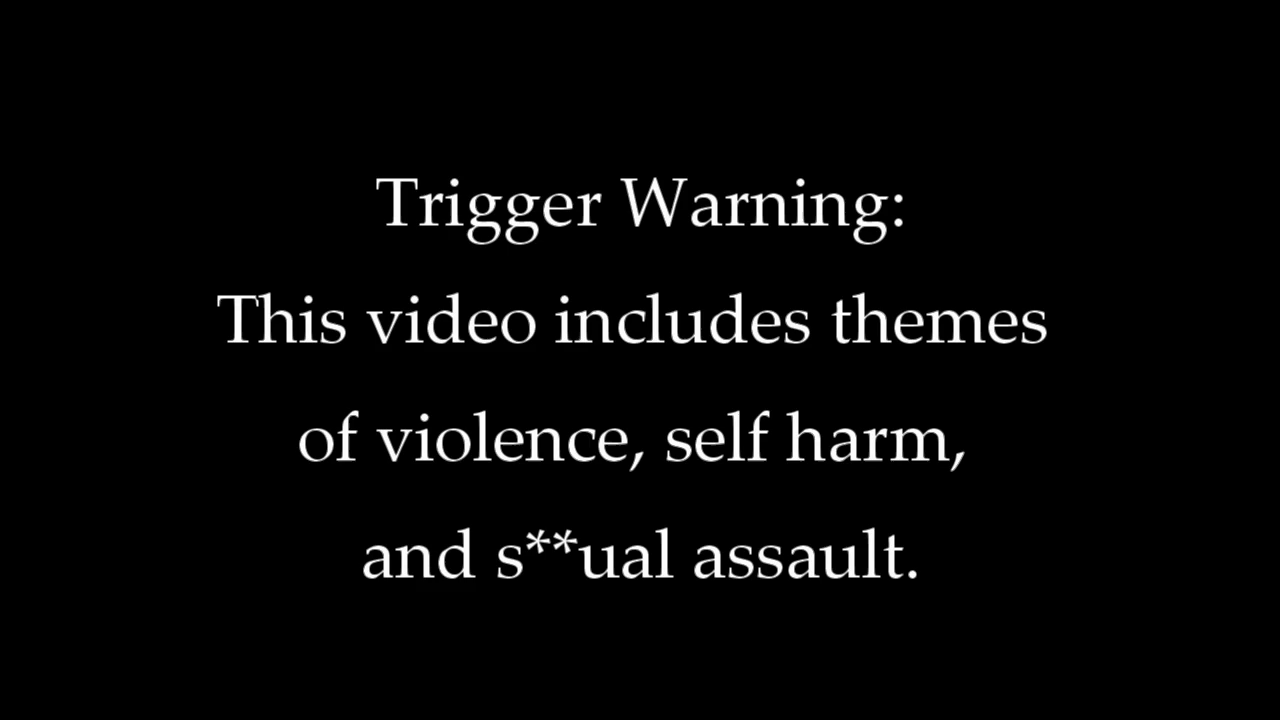 Trigger Warning:
This video includes themes
of violence, self harm,
and s**ual assault.